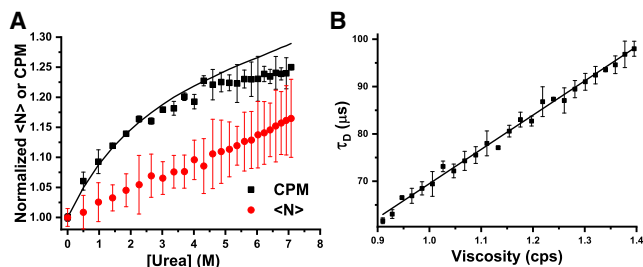 A
Normalized <N> or CPM
1.30
1.25
1.20
1.15
1.10
1.05
1.00
CPM
<N>
0 1 2 3 4 5 6 7 8
[Urea] (M)
B
τD (μs)
100
90
80
70
60
0.9 1.0 1.1 1.2 1.3 1.4
Viscosity (cps)